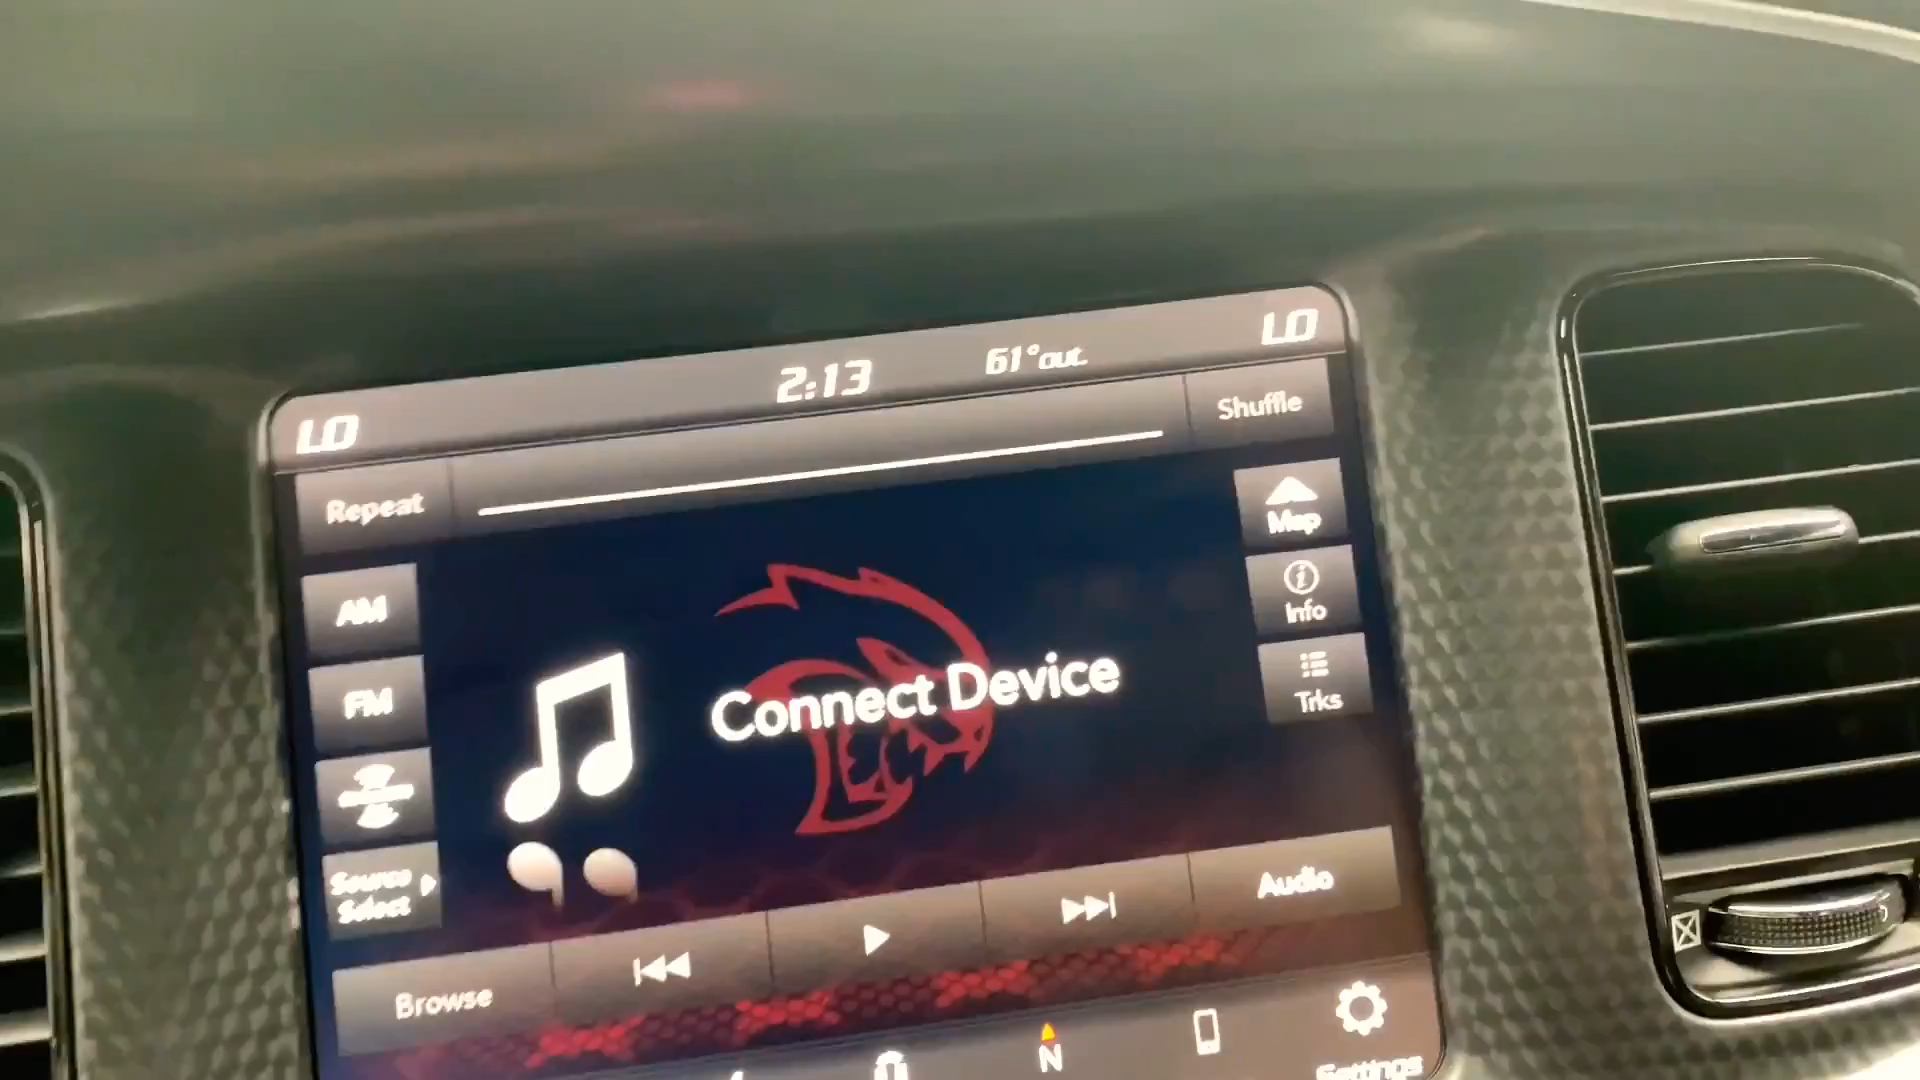 LO 2:13 61°out LO
Repeat Shuffle
Map
AM
Info
FM
Connect Device
Trks
Source
Select
Audio
Browse
N
Settings